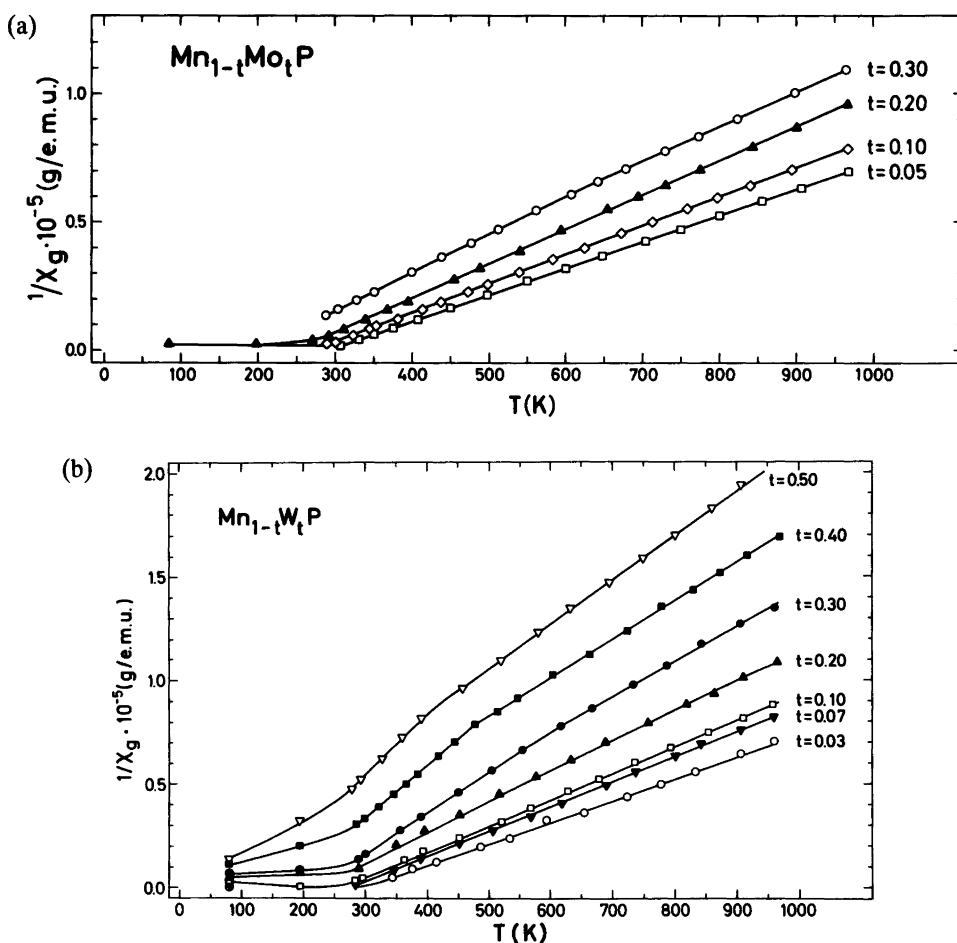 (a)
Mn₁₋ₜMoₜP
1/χg·10⁻⁵(g/e.m.u.)
1.0
0.5
0.0
t=0.30
t=0.20
t=0.10
t=0.05
0 100 200 300 400 500 600 700 800 900 1000
T(K)
(b)
Mn₁₋ₜWₜP
1/χg · 10⁻⁵(g/e.m.u.)
2.0
1.5
1.0
0.5
0.0
t=0.50
t=0.40
t=0.30
t=0.20
t=0.10
t=0.07
t=0.03
0 100 200 300 400 500 600 700 800 900 1000
T(K)